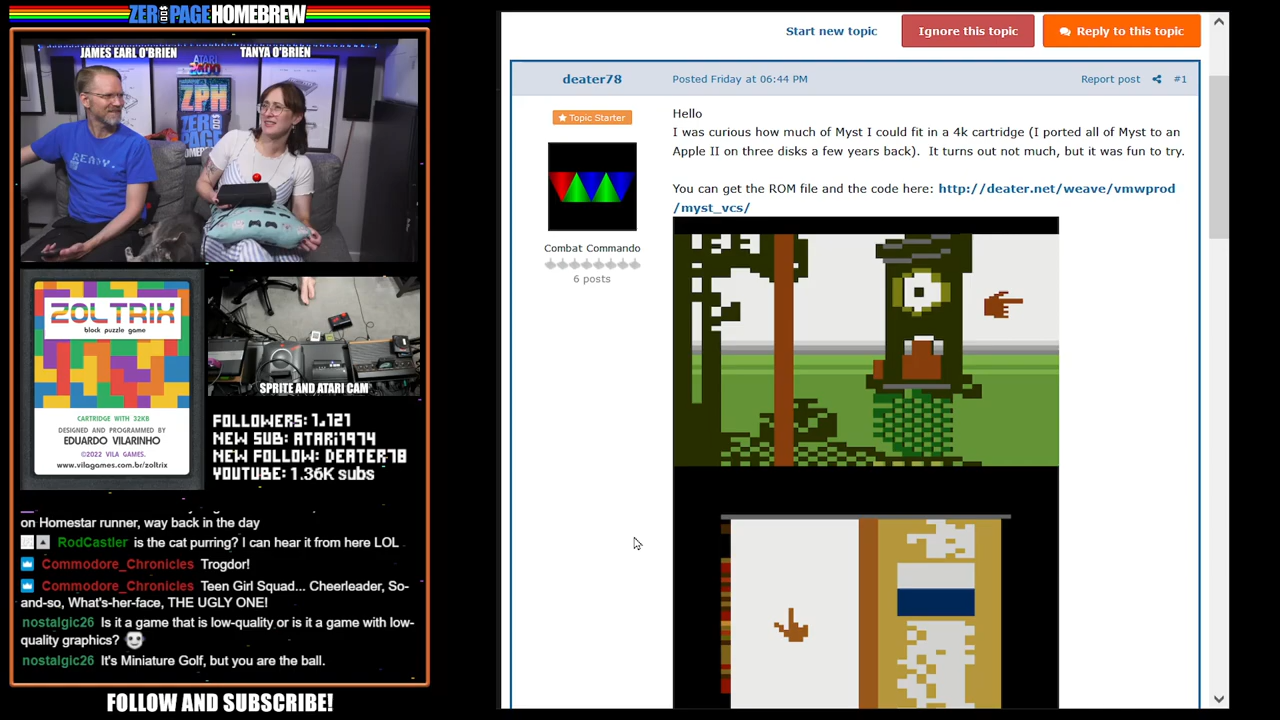 ZERO PAGE HOMEBREW
JAMES EARL O'BRIEN
TANYA O'BRIEN
READY.
ZPH
ZOLTRIX
block puzzle game
CARTRIDGE WITH 32KB
DESIGNED AND PROGRAMMED BY
EDUARDO VILARINHO
©2022 VILA GAMES.
www.vilagames.com.br/zoltrix
SPRITE AND ATARI CAM
FOLLOWERS: 1,121
NEW SUB: ATARI1974
NEW FOLLOW: DEATER78
YOUTUBE: 1.36K SUBS
on Homestar runner, way back in the day
RodCastler is the cat purring? I can hear it from here LOL
Commodore_Chronicles Trogdor!
Commodore_Chronicles Teen Girl Squad... Cheerleader, So-
and-so, What's-her-face, THE UGLY ONE!
nostalgic26 Is it a game that is low-quality or is it a game with low-
quality graphics?
nostalgic26 It's Miniature Golf, but you are the ball.
FOLLOW AND SUBSCRIBE!
Start new topic
Ignore this topic
Reply to this topic
deater78
Posted Friday at 06:44 PM
Report post
#1
Topic Starter
Combat Commando
6 posts
Hello
I was curious how much of Myst I could fit in a 4k cartridge (I ported all of Myst to an
Apple II on three disks a few years back). It turns out not much, but it was fun to try.
You can get the ROM file and the code here: http://deater.net/weave/vmwprod
/myst_vcs/